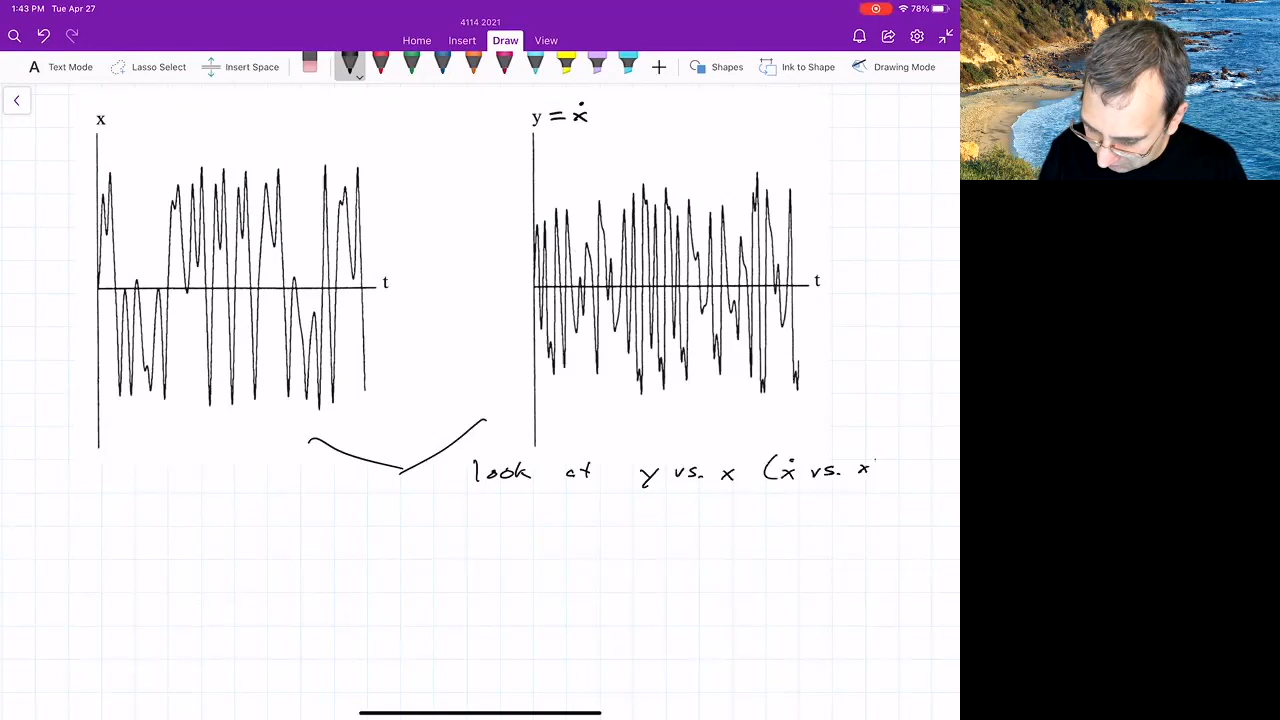 1:43 PM Tue Apr 27
78%
4114 2021
Home Insert Draw View
A Text Mode Lasso Select Insert Space Shapes Ink to Shape Drawing Mode
x
y = ẋ
t
t
look at y vs. x (ẋ vs. x